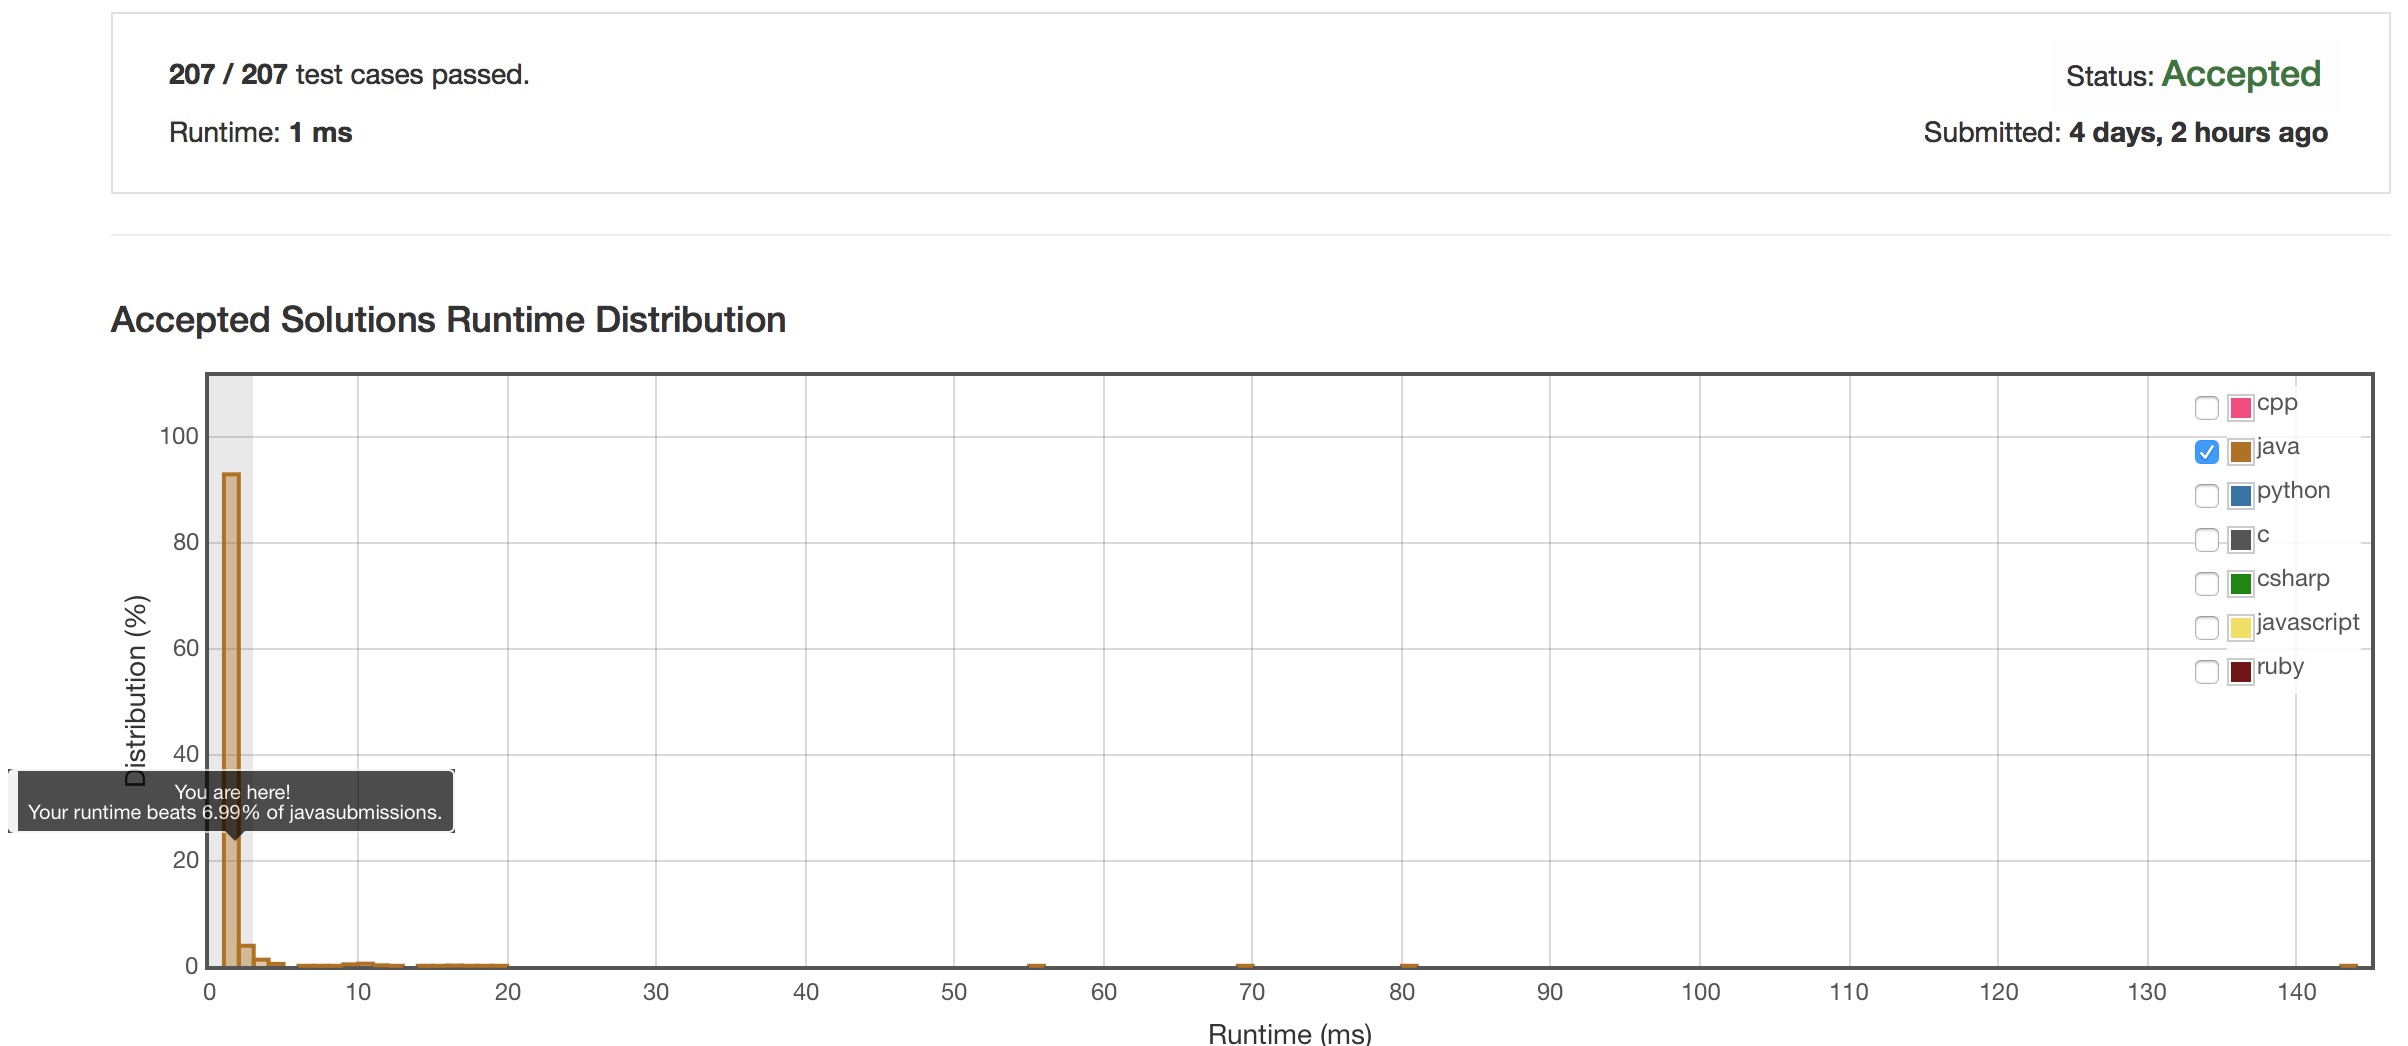 207 / 207 test cases passed.
Status: Accepted
Runtime: 1 ms
Submitted: 4 days, 2 hours ago
Accepted Solutions Runtime Distribution
cpp
java
python
c
csharp
javascript
ruby
Distribution (%)
100
80
60
40
20
0
You are here!
Your runtime beats 6.99% of javasubmissions.
0 10 20 30 40 50 60 70 80 90 100 110 120 130 140
Runtime (ms)